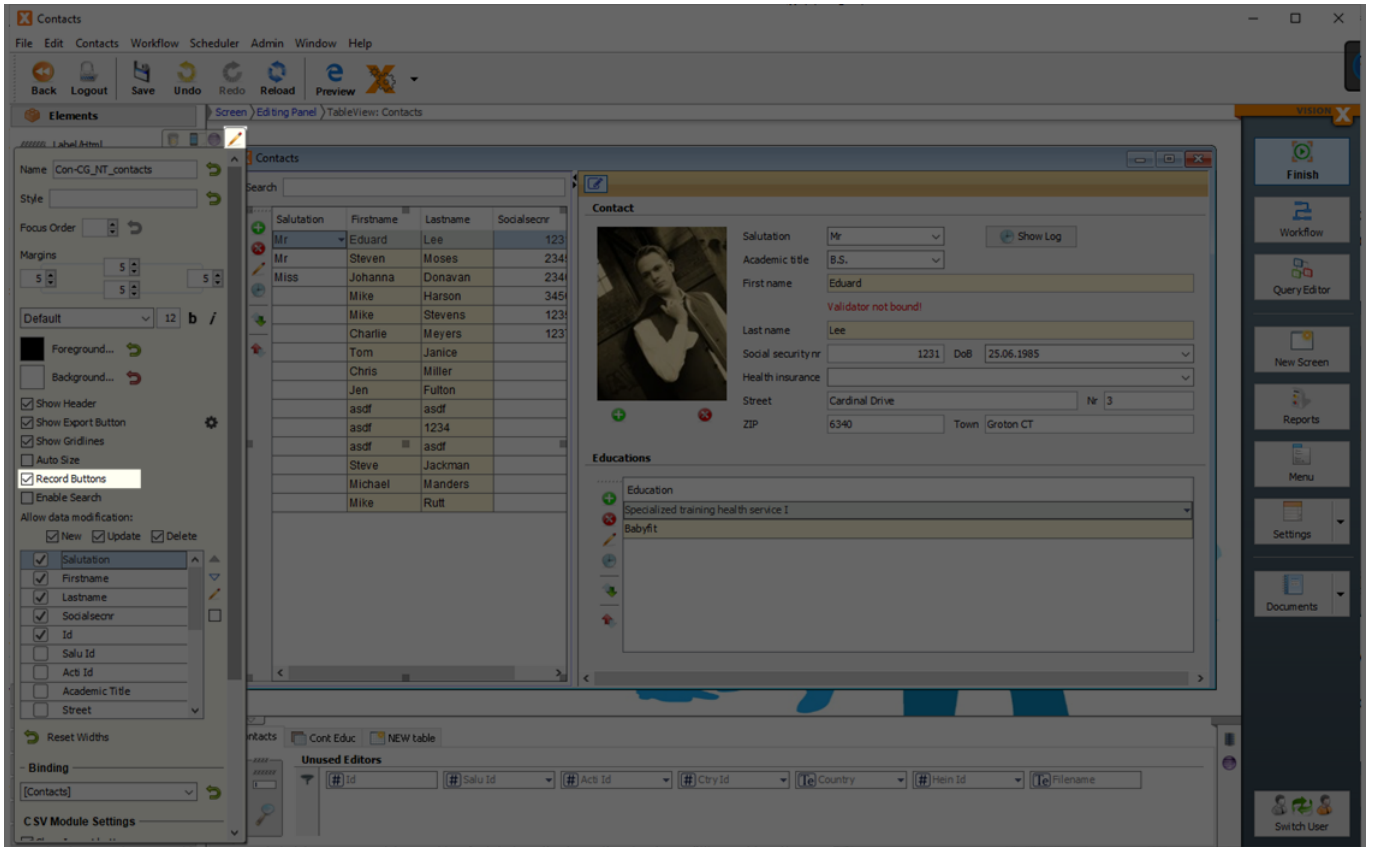 Contacts
File Edit Contacts Workflow Scheduler Admin Window Help
Back Logout Save Undo Redo Reload Preview
Elements
Screen Editing Panel TableView: Contacts
VISION X
Label/Html
Name Con-CG_NT_contacts
Style
Focus Order
Margins
5
5 5
5
Default 12 b i
Foreground...
Background...
Show Header
Show Export Button
Show Gridlines
Auto Size
Record Buttons
Enable Search
Allow data modification:
New Update Delete
Salutation
Firstname
Lastname
Socialsecnr
Id
Salu Id
Acti Id
Academic Title
Street
Reset Widths
Binding
[Contacts]
CSV Module Settings
Contacts
Search
Salutation Firstname Lastname Socialsecnr
Mr Eduard Lee 123
Mr Steven Moses 234
Miss Johanna Donavan 234
Mike Harson 345
Mike Stevens 123
Charlie Meyers 123
Tom Janice
Chris Miller
Jen Fulton
asdf asdf
asdf 1234
asdf asdf
Steve Jackman
Michael Manders
Mike Rutt
Contact
Salutation Mr Show Log
Academic title B.S.
First name Eduard
Validator not bound!
Last name Lee
Social security nr 1231 DoB 25.06.1985
Health insurance
Street Cardinal Drive Nr 3
ZIP 6340 Town Groton CT
Educations
Education
Specialized training health service I
Babyfit
ntacts Cont Educ NEW table
Unused Editors
# Id # Salu Id # Acti Id # Ctry Id Te Country # Hein Id Te Filename
Finish
Workflow
Query Editor
New Screen
Reports
Menu
Settings
Documents
Switch User